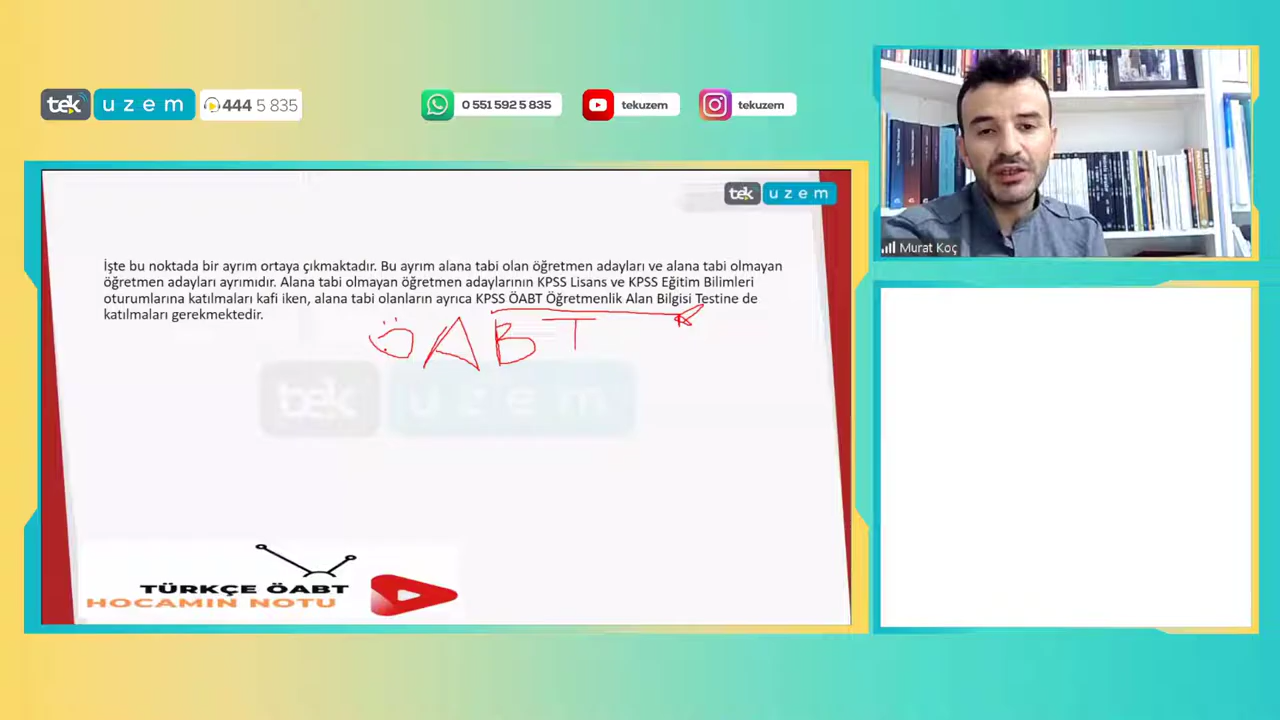 tek uzem 444 5 835
0 551 592 5 835
tekuzem
tekuzem
tek uzem
Murat Koç
İşte bu noktada bir ayrım ortaya çıkmaktadır. Bu ayrım alana tabi olan öğretmen adayları ve alana tabi olmayan
öğretmen adayları ayrımıdır. Alana tabi olmayan öğretmen adaylarının KPSS Lisans ve KPSS Eğitim Bilimleri
oturumlarına katılmaları kafi iken, alana tabi olanların ayrıca KPSS ÖABT Öğretmenlik Alan Bilgisi Testine de
katılmaları gerekmektedir.
ÖABT
tek uzem
TÜRKÇE ÖABT
HOCAMIN NOTU